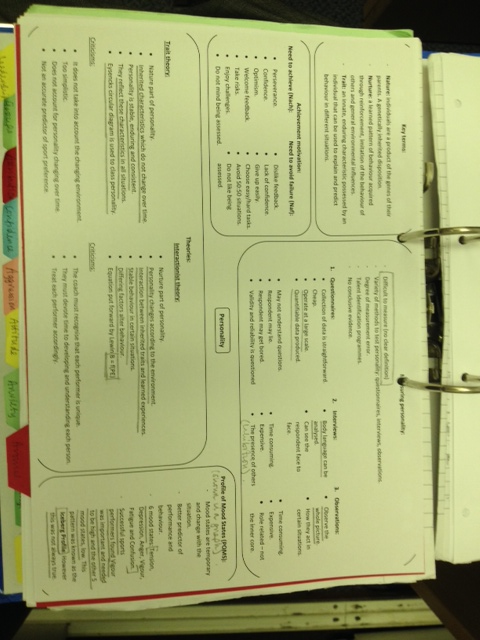 Key terms:
Nature: individuals are a product of the genes of their
parents. A genetically inherited disposition.
Nurture: a learned pattern of behaviour acquired
through reinforcement, imitation of the behaviour of
others and general environmental influences.
Trait: an innate, enduring characteristic possessed by an
individual that can be used to explain and predict
behaviour in different situations.
Achievement motivation:
Need to achieve (Nach):
Perseverance.
Confidence.
Optimism.
Welcome feedback.
Take risks.
Enjoy challenges.
Do not mind being assessed.
Need to avoid failure (Naf):
Dislike feedback.
Lack of confidence.
Give up easily.
Choose easy/hard tasks.
Avoid 50:50 situations.
Do not like being
assessed.
Theories:
Trait theory:
Nature part of personality.
Inherited characteristics which do not change over time.
Personality is stable, enduring and consistent.
They reflect these characteristics in all situations.
Eysencks circular diagram is used to class personality.
Criticisms:
It does not take into account the changing environment.
Too simplistic.
Does not account for personality changing over time.
Not an accurate predictor of sport preference.
Interactionist theory:
Nurture part of personality.
Personality changes according to the environment.
Interaction between inherited traits and learned experiences.
Stable behaviour in certain situations.
Differing factors alter behaviour.
Equation put forward by Lewin
Criticisms:
The coach must recognise that each performer is unique.
They must devote time to developing and understanding each person.
Treat each performer accordingly.
Personality
personality:
Difficult to measure (no clear definition)
Variety of methods to test personality: questionnaires, interviews, observations.
Degree of measurement error.
Talent identification programmes.
No conclusive evidence.
1. Questionnaires:
Collection of data is straightforward
Cheap.
Operate at a large scale.
Quantifiable data produced.
May not understand questions.
Respondent may lie.
Respondent may get bored.
Validity and reliability is questioned
2. Interviews:
Body language can be
analysed.
Can see the
respondent face to
face.
Time consuming.
Expensive.
The presence of others
3. Observations:
Observe the
whole picture.
How they act in
certain situations
Time consuming.
Expensive.
Role related – not
the inner core.
Profile of Mood States (POMS):
Mood states are temporary
and change with the
situation.
Better predictor of
performance and
behaviour.
6 mood states: Tension,
Depression, Anger, Vigour,
Fatigue and Confusion.
Successful sports
performers found Vigour
was important and needed
to be high and the other 5
mood states, low. This
pattern was known as the
Iceberg Profile. However
this was not always true.
Confidence
Aggression
Attitude
Anxiety